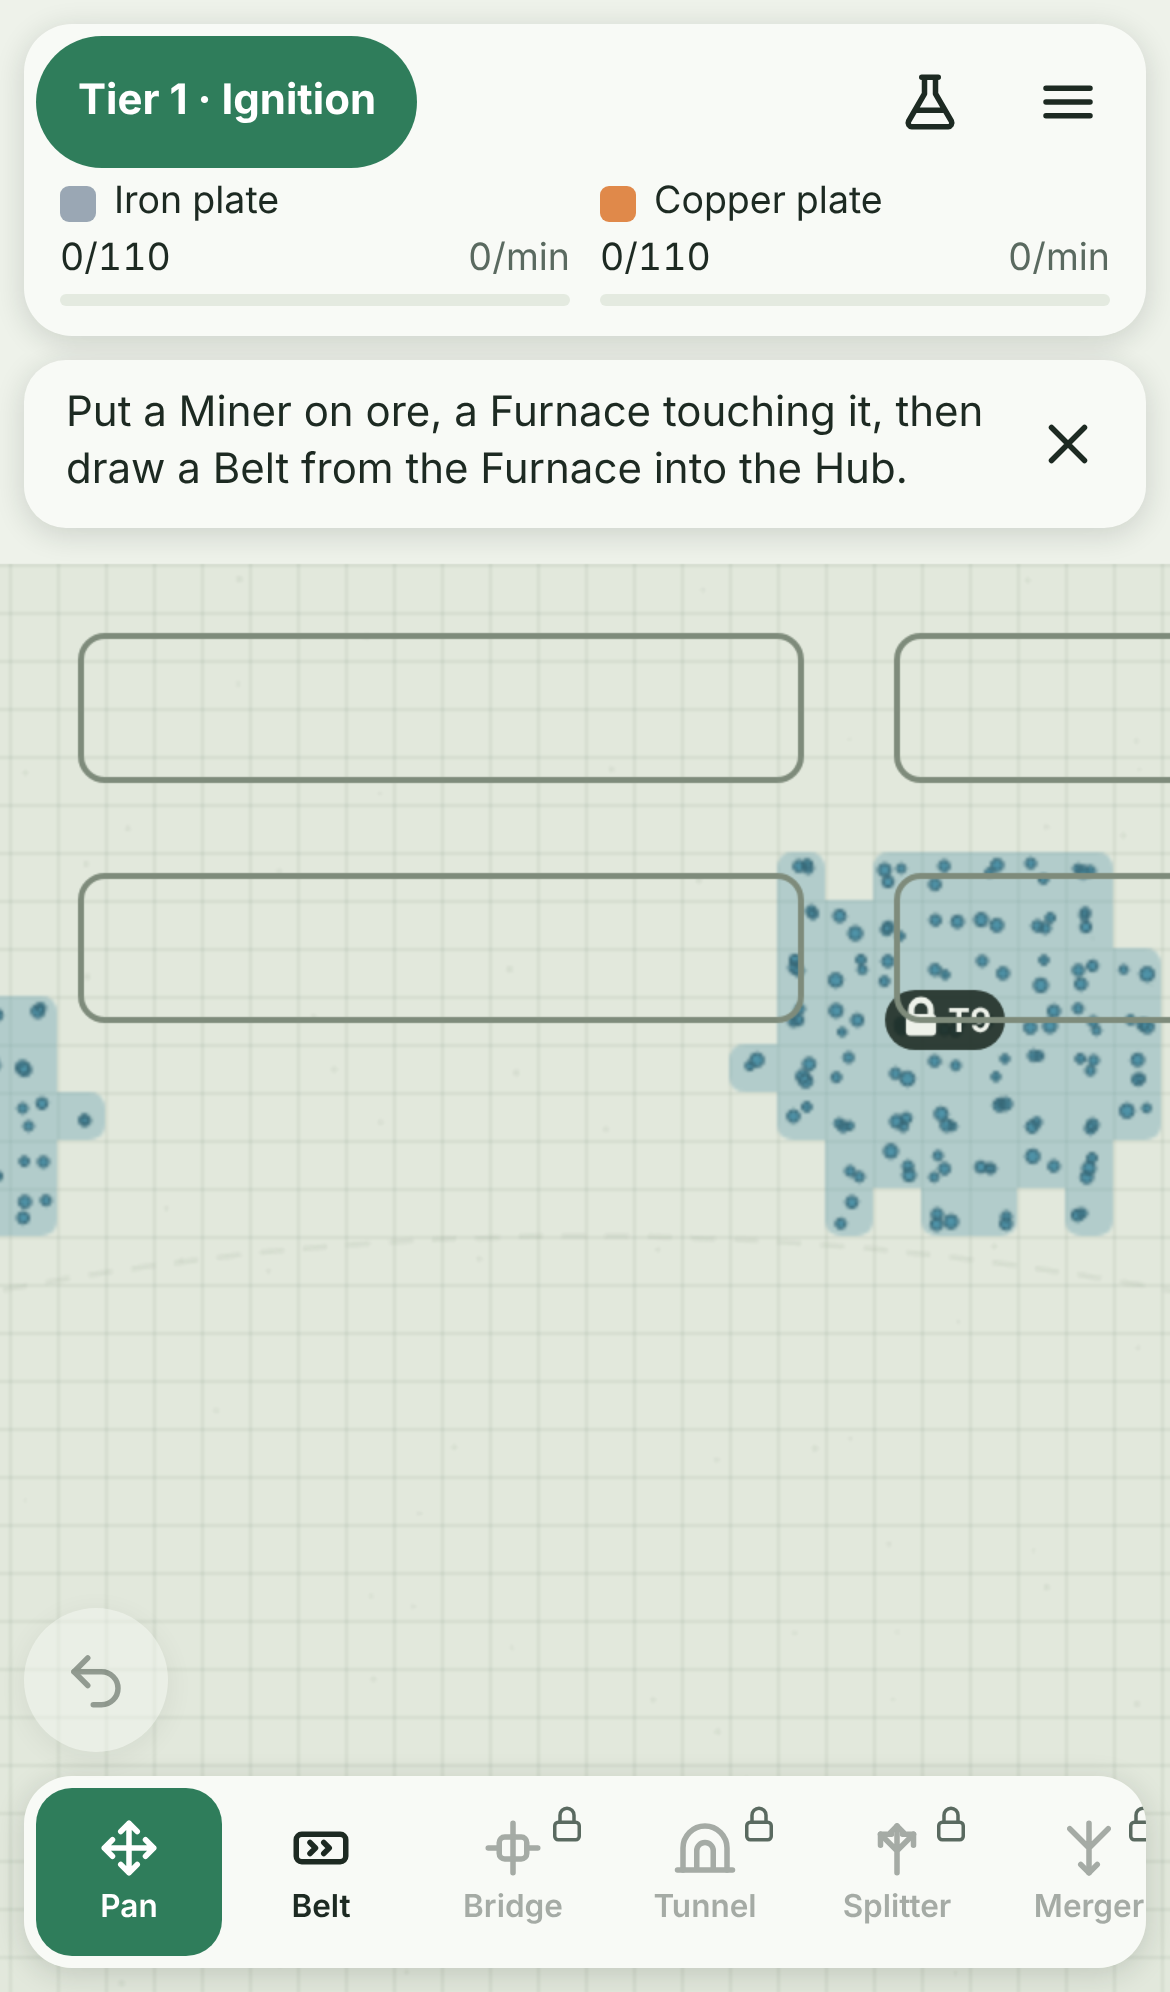 Tier 1 · Ignition
Iron plate
0/110
0/min
Copper plate
0/110
0/min
Put a Miner on ore, a Furnace touching it, then
draw a Belt from the Furnace into the Hub.
T9
Pan
Belt
Bridge
Tunnel
Splitter
Merger